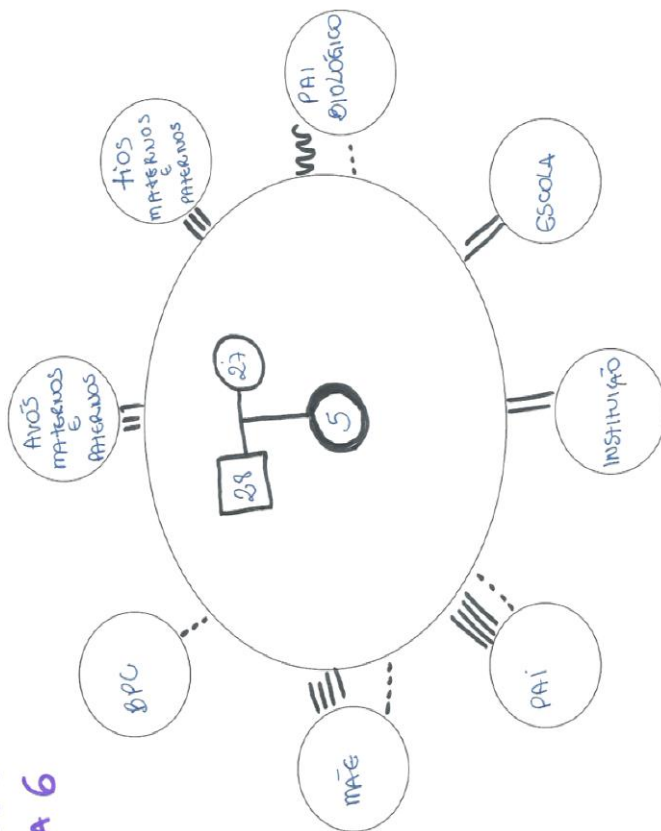 A 6
BPC
AVÓS
MATERNOS
E
PATERNOS
TIOS
MATERNOS
E
PATERNOS
PAI
BIOLÓGICO
28
27
5
MÃE
PAI
INSTITUIÇÃO
ESCOLA